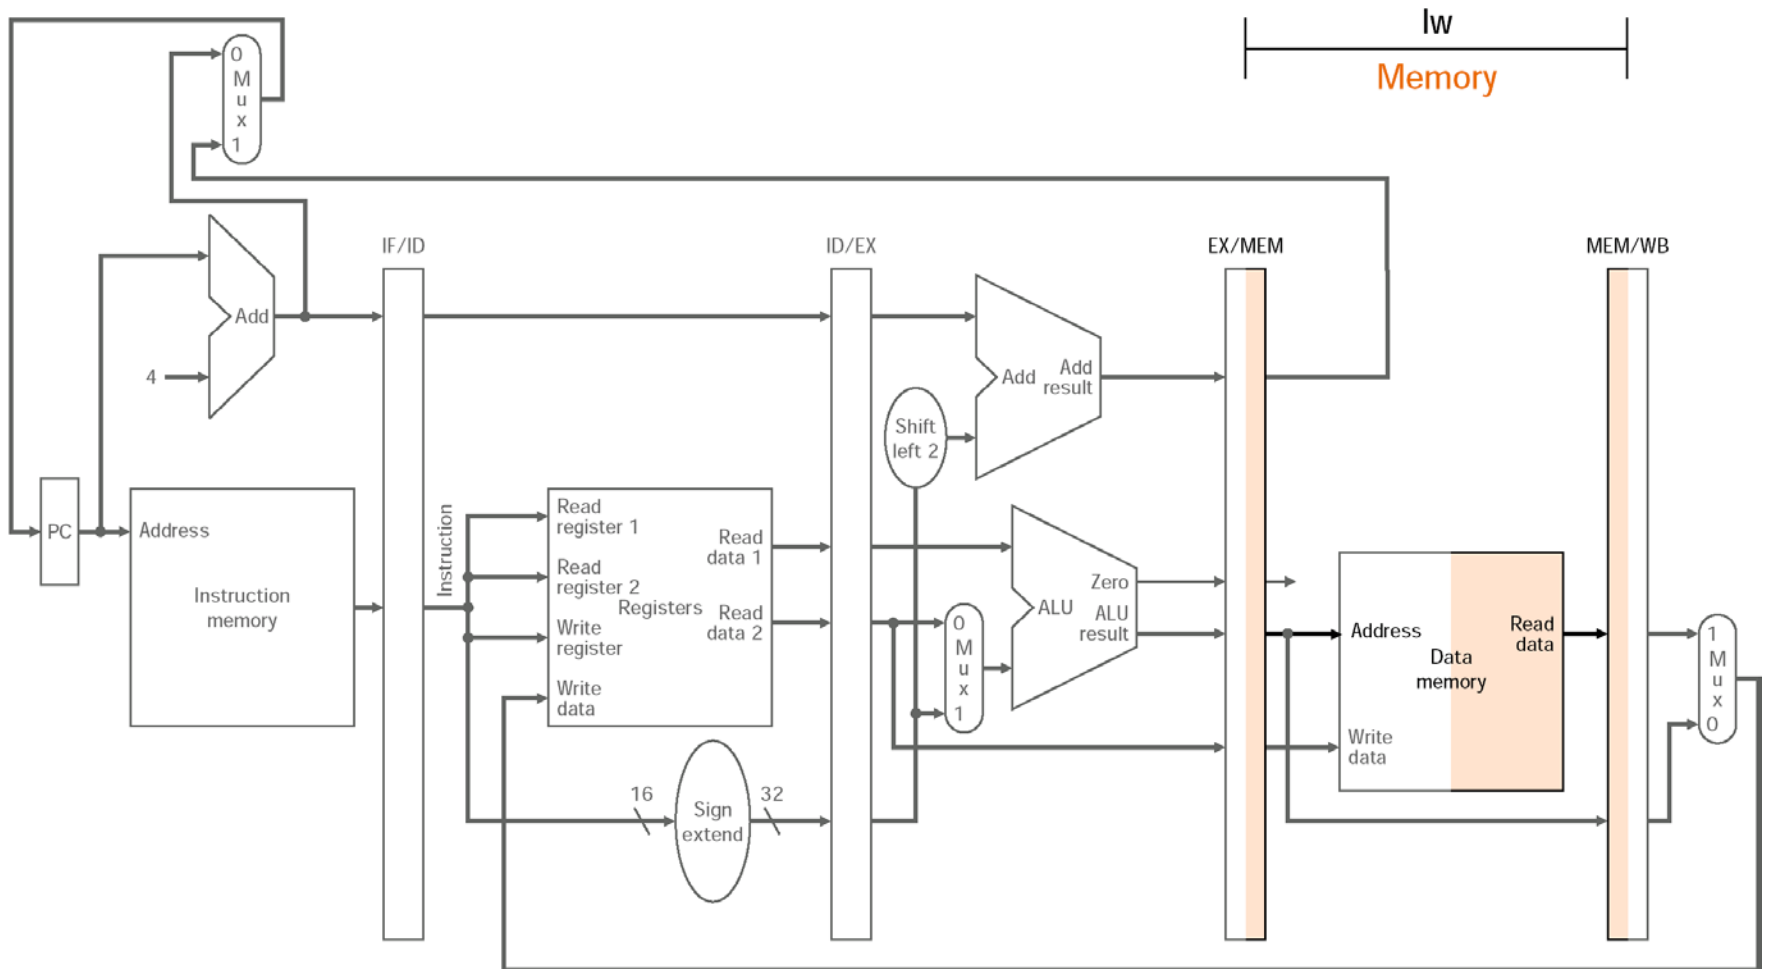 lw
Memory
0
M
u
x
1
IF/ID
ID/EX
EX/MEM
MEM/WB
Add
4
Add
Add
result
Shift
left 2
PC
Address
Instruction
memory
Instruction
Read
register 1
Read
register 2
Write
register
Write
data
Registers
Read
data 1
Read
data 2
16
Sign
extend
32
0
M
u
x
1
Zero
ALU
ALU
result
Address
Read
data
Data
memory
Write
data
1
M
u
x
0